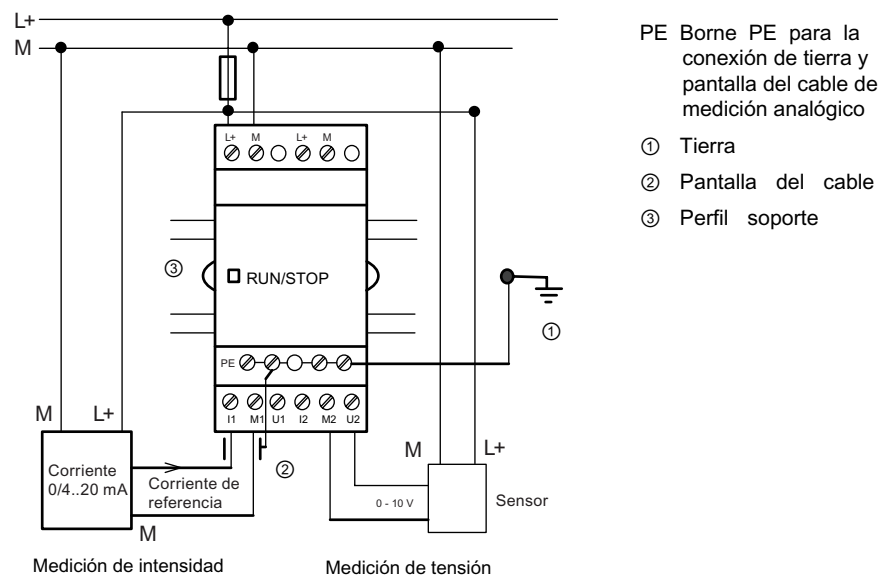 L+
M
L+ M L+ M
③
RUN/STOP
①
PE
I1 M1 U1 I2 M2 U2
M L+
Corriente
0/4..20 mA
Corriente de
referencia
M
②
M L+
0 - 10 V
Sensor
Medición de intensidad
Medición de tensión
PE Borne PE para la
conexión de tierra y
pantalla del cable de
medición analógico
① Tierra
② Pantalla del cable
③ Perfil soporte